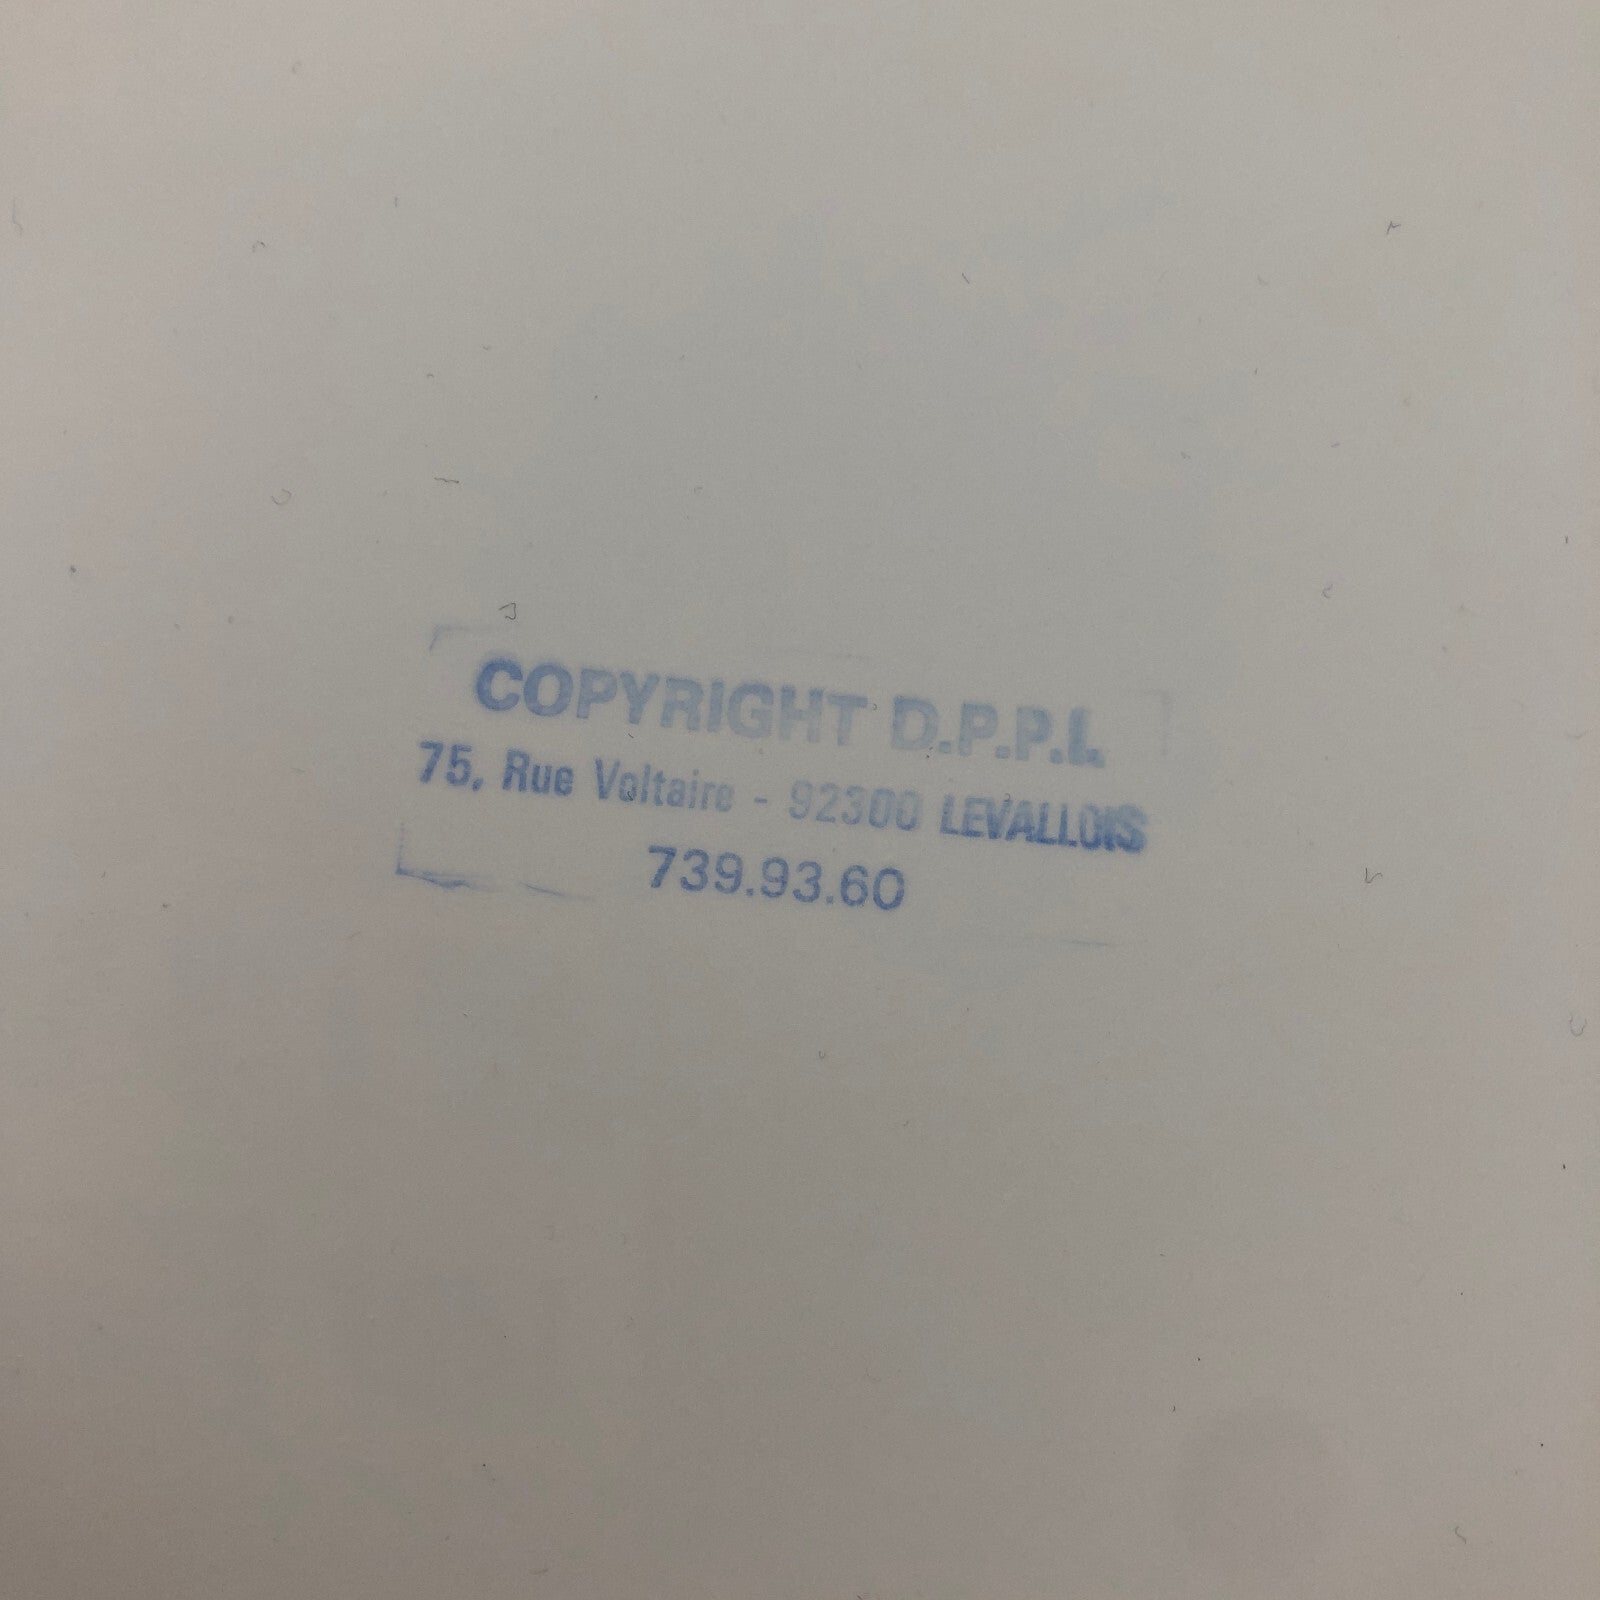 COPYRIGHT D.P.P.I.
75, Rue Voltaire - 92300 LEVALLOIS
739.93.60